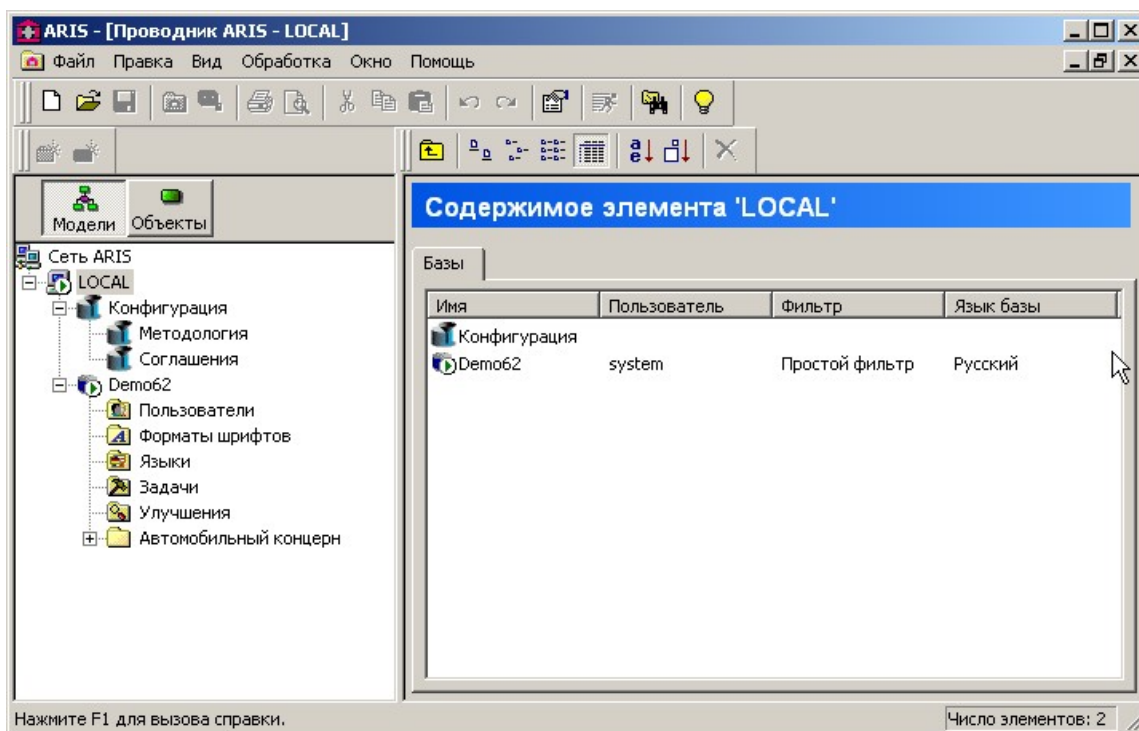 ARIS - [Проводник ARIS - LOCAL]
Файл Правка Вид Обработка Окно Помощь
Модели Объекты
Сеть ARIS
LOCAL
Конфигурация
Методология
Соглашения
Demo62
Пользователи
Форматы шрифтов
Языки
Задачи
Улучшения
Автомобильный концерн
Содержимое элемента 'LOCAL'
Базы
Имя Пользователь Фильтр Язык базы
Конфигурация
Demo62 system Простой фильтр Русский
Нажмите F1 для вызова справки.
Число элементов: 2